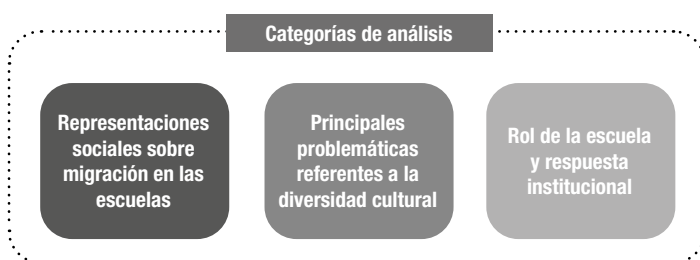 Categorías de análisis
Representaciones
sociales sobre
migración en las
escuelas
Principales
problemáticas
referentes a la
diversidad cultural
Rol de la escuela
y respuesta
institucional